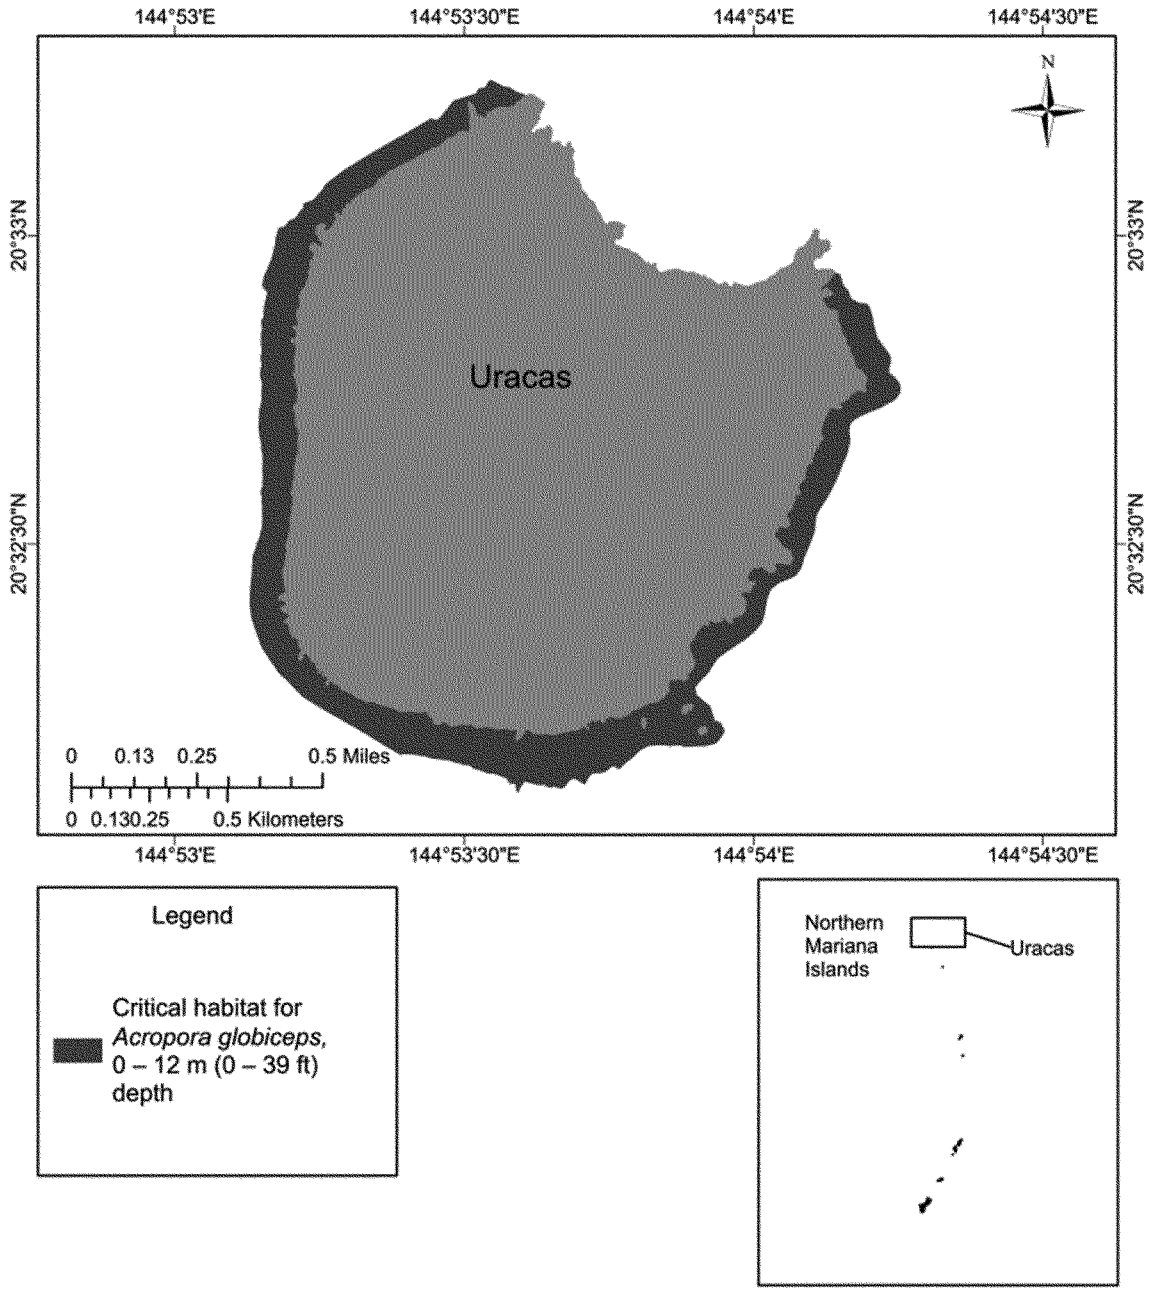 144°53'E 144°53'30"E 144°54'E 144°54'30"E
N
20°33'N 20°33'N
Uracas
20°32'30"N 20°32'30"N
0 0.13 0.25 0.5 Miles
0 0.130.25 0.5 Kilometers
144°53'E 144°53'30"E 144°54'E 144°54'30"E
Legend
Critical habitat for
Acropora globiceps,
0 – 12 m (0 – 39 ft)
depth
Northern
Mariana
Islands
Uracas